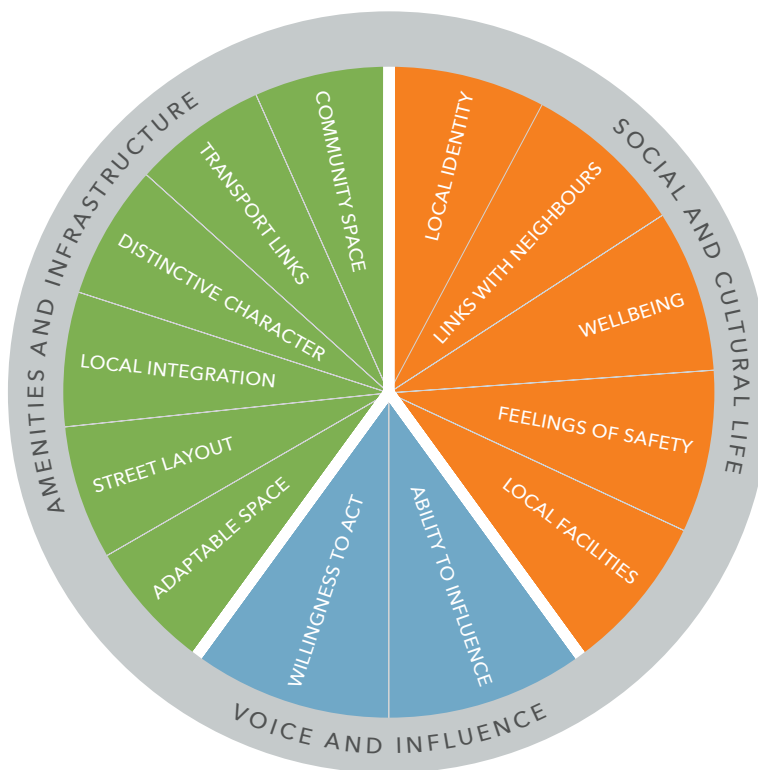 AMENITIES AND INFRASTRUCTURE
COMMUNITY SPACE
TRANSPORT LINKS
DISTINCTIVE CHARACTER
LOCAL INTEGRATION
STREET LAYOUT
ADAPTABLE SPACE
SOCIAL AND CULTURAL LIFE
LOCAL IDENTITY
LINKS WITH NEIGHBOURS
WELLBEING
FEELINGS OF SAFETY
LOCAL FACILITIES
VOICE AND INFLUENCE
WILLINGNESS TO ACT
ABILITY TO INFLUENCE